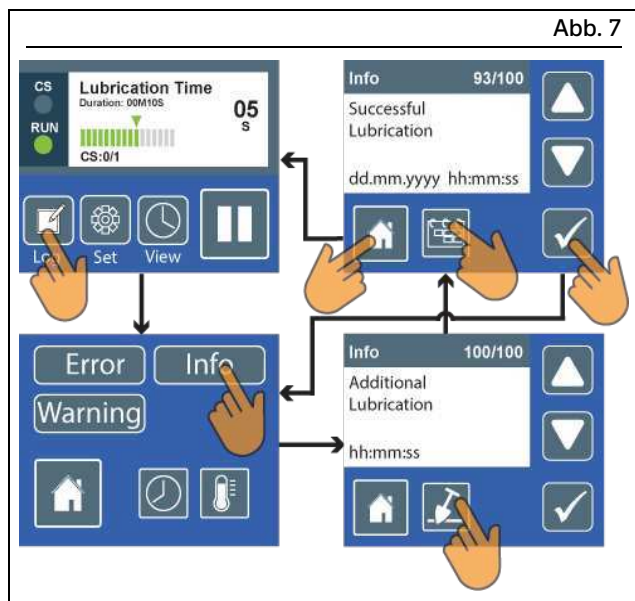 Abb. 7
CS
RUN
Lubrication Time
Duration: 00M10S
05
S
CS:0/1
Log Set View
Info 93/100
Successful
Lubrication
dd.mm.yyyy hh:mm:ss
Error Info
Warning
Info 100/100
Additional
Lubrication
hh:mm:ss